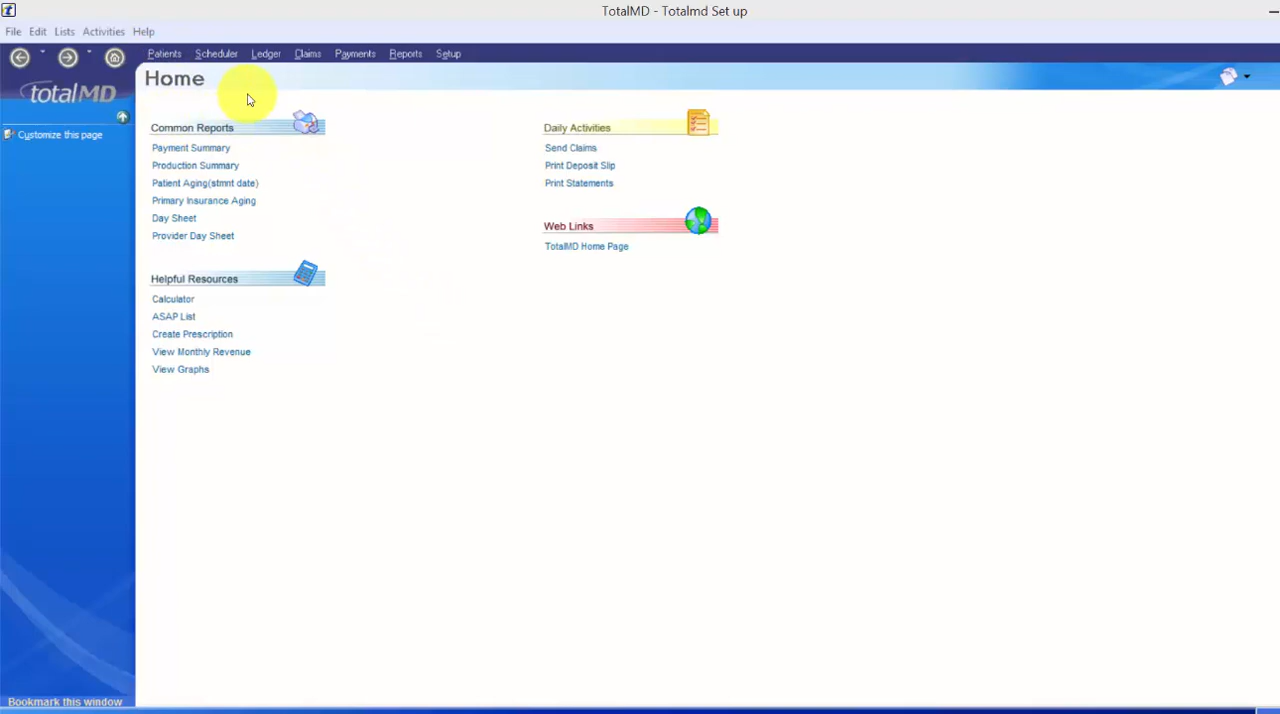 TotalMD - Totalmd Set up
File Edit Lists Activities Help
Patients Scheduler Ledger Claims Payments Reports Setup
totalMD
Home
Customize this page
Common Reports
Payment Summary
Production Summary
Patient Aging(stmnt date)
Primary Insurance Aging
Day Sheet
Provider Day Sheet
Helpful Resources
Calculator
ASAP List
Create Prescription
View Monthly Revenue
View Graphs
Daily Activities
Send Claims
Print Deposit Slip
Print Statements
Web Links
TotalMD Home Page
Bookmark this window